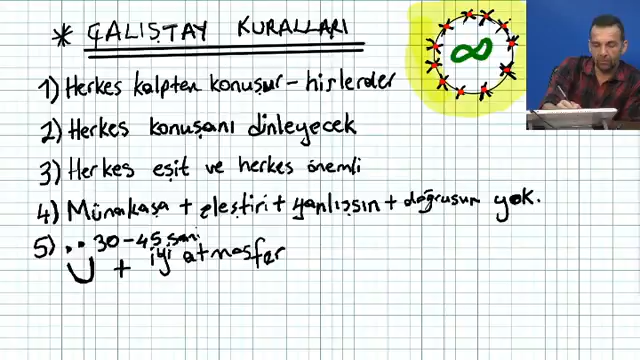 * ÇALIŞTAY KURALLARI
1) Herkes kalpten konuşur - hislerder
2) Herkes konuşanı dinleyecek
3) Herkes eşit ve herkes önemli
4) Münakaşa + eleştiri + yanlışsın + doğrusun yok.
5) 30-45 sani
+ iyi atmosfer